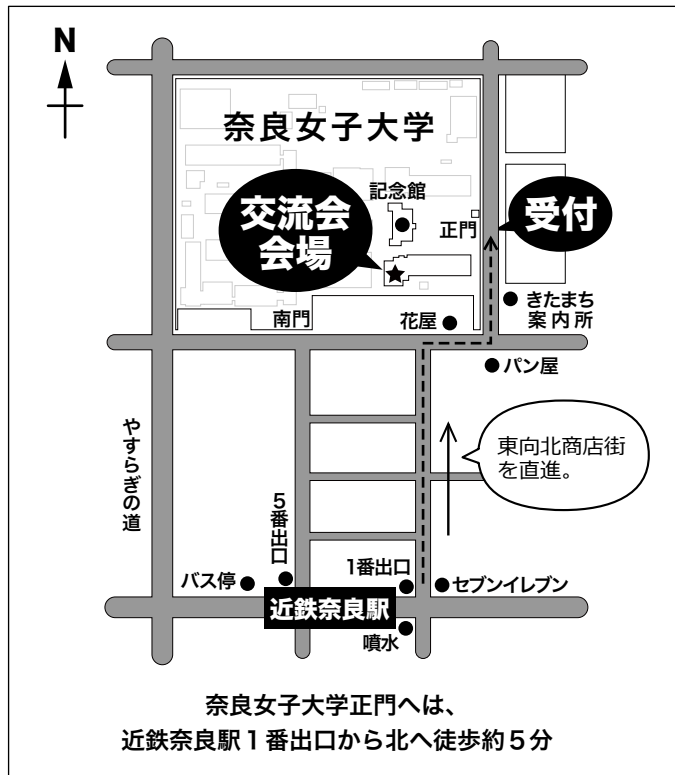 N
奈良女子大学
記念館
交流会
会場
正門
受付
きたまち
案内所
南門
花屋
パン屋
やすらぎの道
東向北商店街
を直進。
5番出口
バス停
1番出口
セブンイレブン
近鉄奈良駅
噴水
奈良女子大学正門へは、
近鉄奈良駅1番出口から北へ徒歩約5分